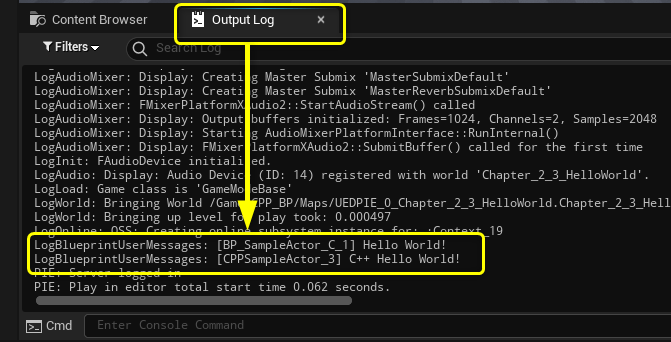 Content Browser
Output Log
Filters
Search Log
LogAudioMixer: Display: Creating Master Submix 'MasterSubmixDefault'
LogAudioMixer: Display: Creating Master Submix 'MasterReverbSubmixDefault'
LogAudioMixer: FMixerPlatformXAudio2::StartAudioStream() called
LogAudioMixer: Display: Output buffers initialized: Frames=1024, Channels=2, Samples=2048
LogAudioMixer: Display: Starting AudioMixerPlatformInterface::RunInternal()
LogAudioMixer: Display: FMixerPlatformXAudio2::SubmitBuffer() called for the first time
LogInit: FAudioDevice initialized.
LogAudio: Display: Audio Device (ID: 14) registered with world 'Chapter_2_3_HelloWorld'.
LogLoad: Game class is 'GameModeBase'
LogWorld: Bringing World /Game/CPP_BP/Maps/UEDPIE_0_Chapter_2_3_HelloWorld.Chapter_2_3_Hell
LogWorld: Bringing up level for play took: 0.000497
LogOnline: OSS: Creating online subsystem instance for: :Context_19
LogBlueprintUserMessages: [BP_SampleActor_C_1] Hello World!
LogBlueprintUserMessages: [CPPSampleActor_3] C++ Hello World!
PIE: Server logged in
PIE: Play in editor total start time 0.062 seconds.
Cmd
Enter Console Command